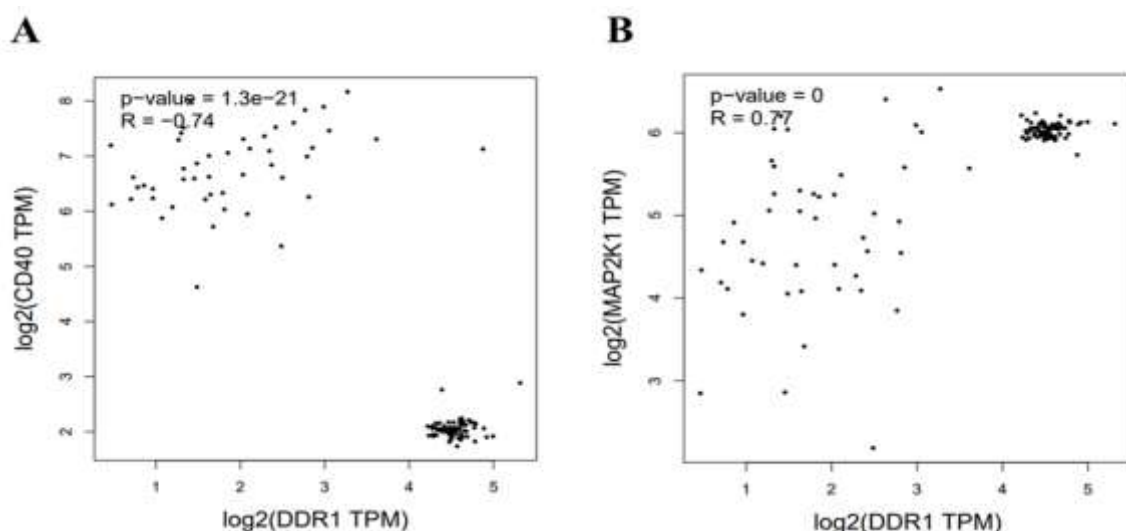 A
p-value = 1.3e-21
R = -0.74
log2(CD40 TPM)
8
7
6
5
4
3
2
1 2 3 4 5
log2(DDR1 TPM)
B
p-value = 0
R = 0.77
log2(MAP2K1 TPM)
6
5
4
3
1 2 3 4 5
log2(DDR1 TPM)